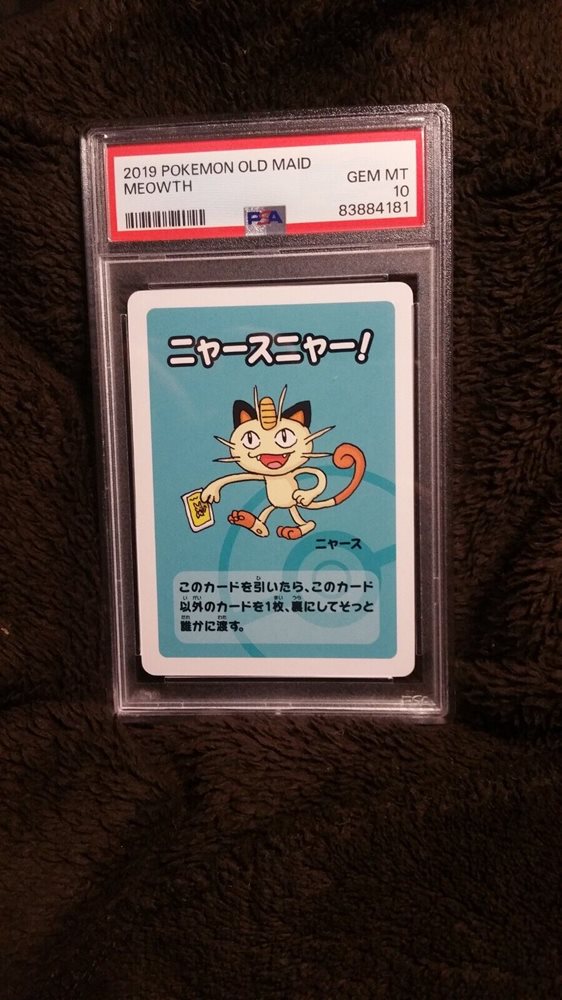 2019 POKEMON OLD MAID
MEOWTH
GEM MT
10
83884181
PSA
ニャースニャー!
ニャース
このカードを引いたら、このカード
以外のカードを1枚、裏にしてそっと
誰かに渡す。